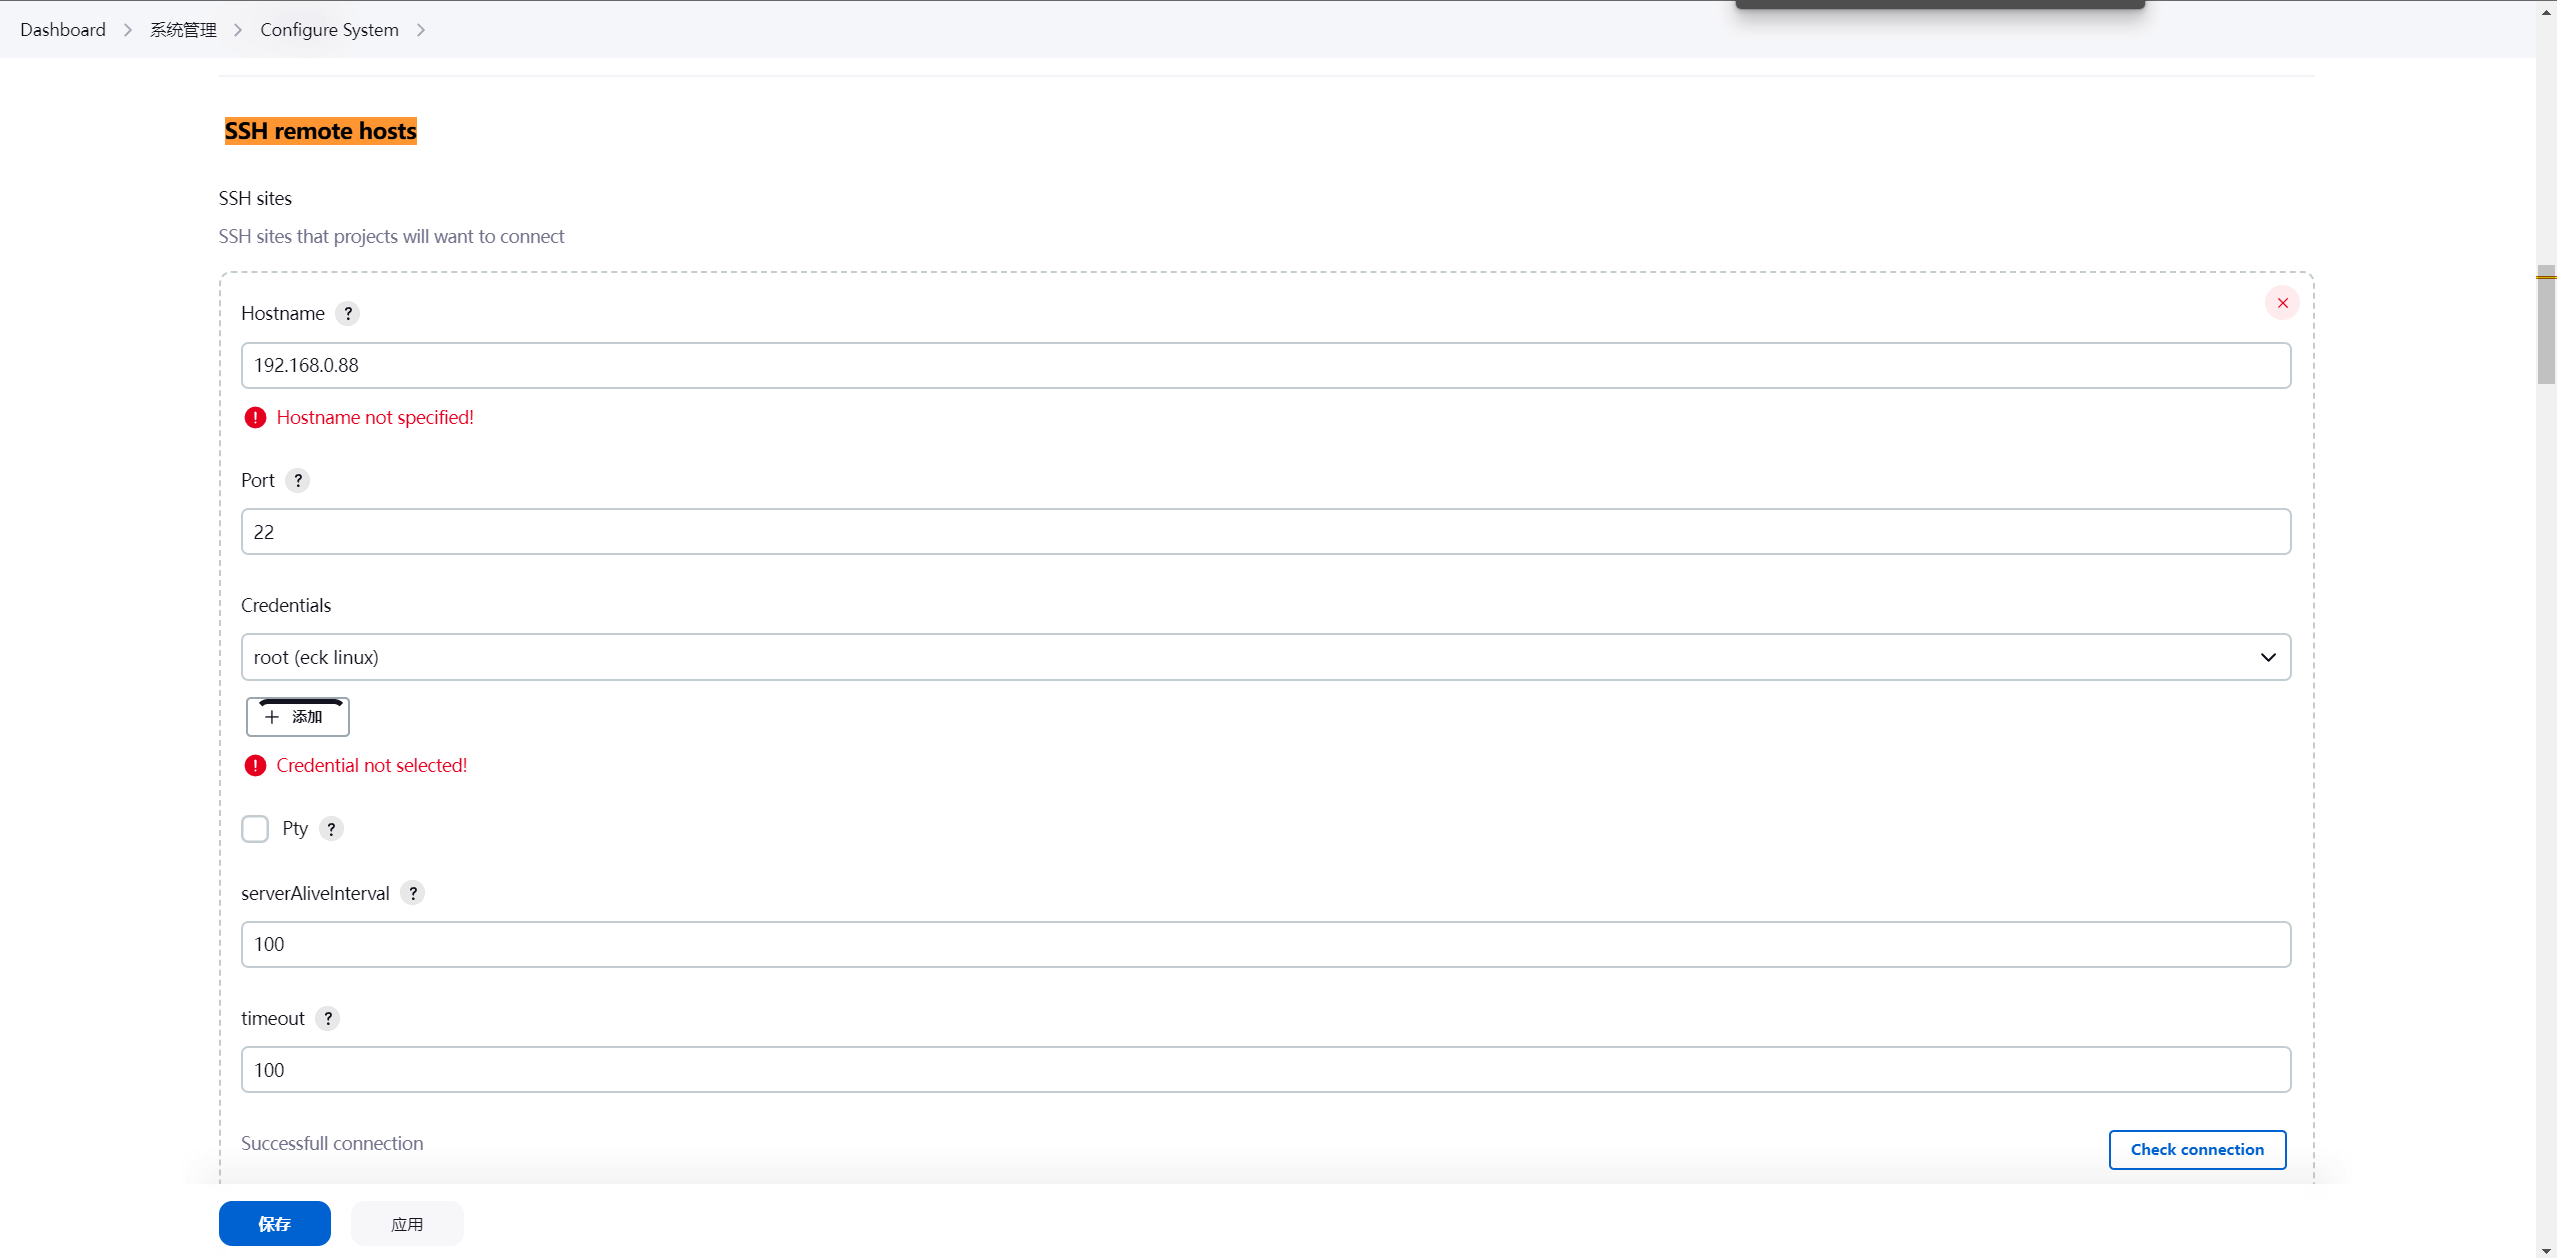 Dashboard > 系统管理 > Configure System >
SSH remote hosts
SSH sites
SSH sites that projects will want to connect
Hostname ?
192.168.0.88
Hostname not specified!
Port ?
22
Credentials
root (eck linux)
+ 添加
Credential not selected!
Pty ?
serverAliveInterval ?
100
timeout ?
100
Successfull connection
Check connection
保存 应用